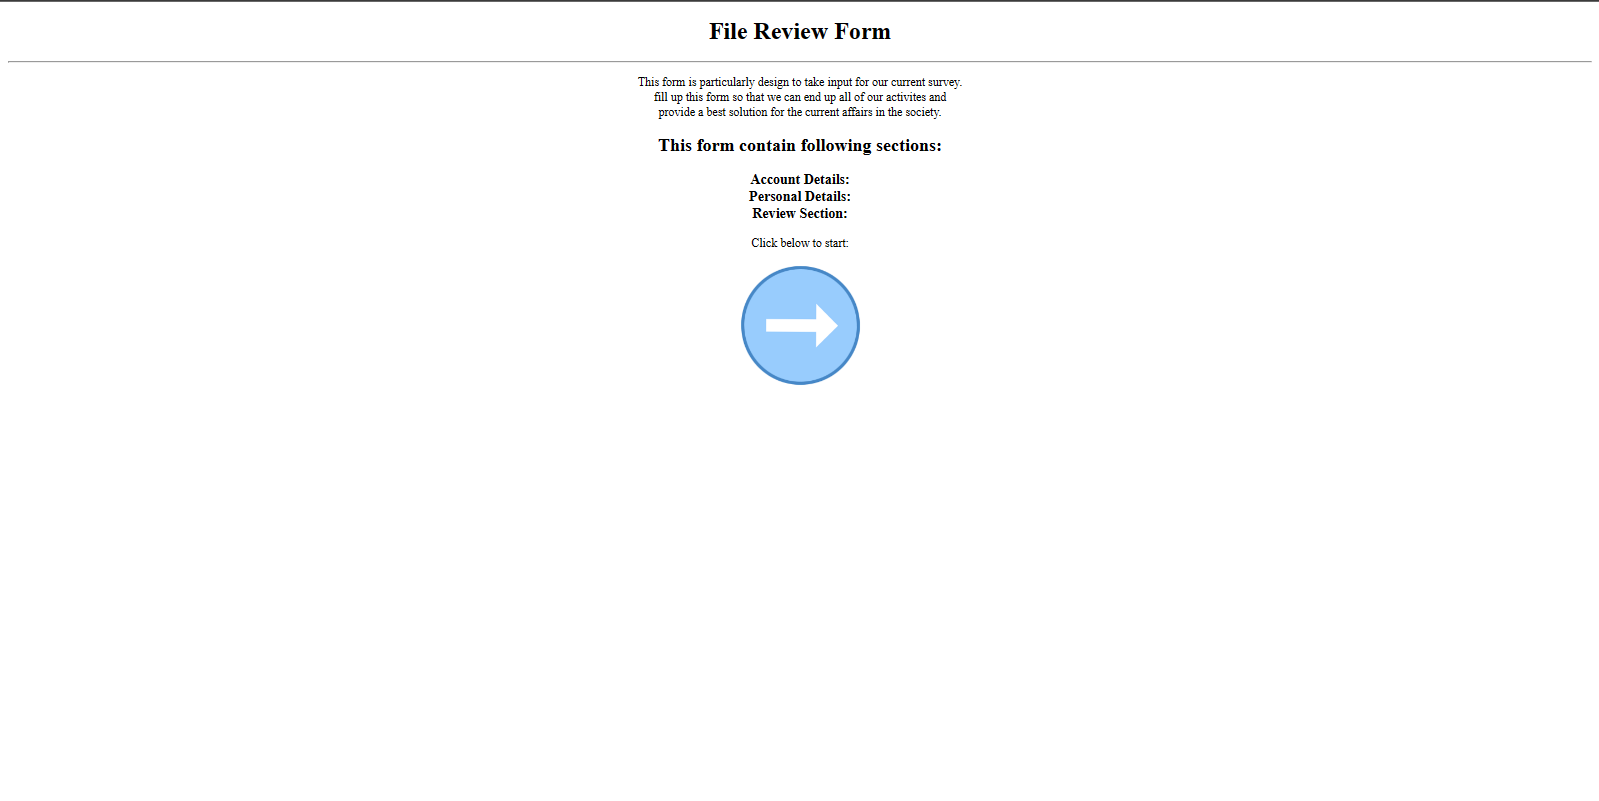 File Review Form
This form is particularly design to take input for our current survey.
fill up this form so that we can end up all of our activites and
provide a best solution for the current affairs in the society.
This form contain following sections:
Account Details:
Personal Details:
Review Section:
Click below to start: